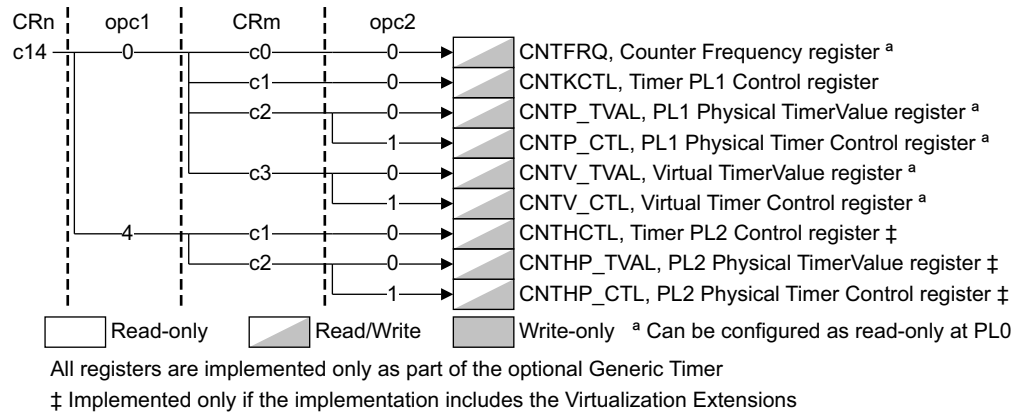 CRn opc1 CRm opc2
c14 0 c0 0 CNTFRQ, Counter Frequency register ª
c1 0 CNTKCTL, Timer PL1 Control register
c2 0 CNTP_TVAL, PL1 Physical TimerValue register ª
1 CNTP_CTL, PL1 Physical Timer Control register ª
c3 0 CNTV_TVAL, Virtual TimerValue register ª
1 CNTV_CTL, Virtual Timer Control register ª
4 c1 0 CNTHCTL, Timer PL2 Control register ‡
c2 0 CNTHP_TVAL, PL2 Physical TimerValue register ‡
1 CNTHP_CTL, PL2 Physical Timer Control register ‡
Read-only Read/Write Write-only ª Can be configured as read-only at PL0
All registers are implemented only as part of the optional Generic Timer
‡ Implemented only if the implementation includes the Virtualization Extensions